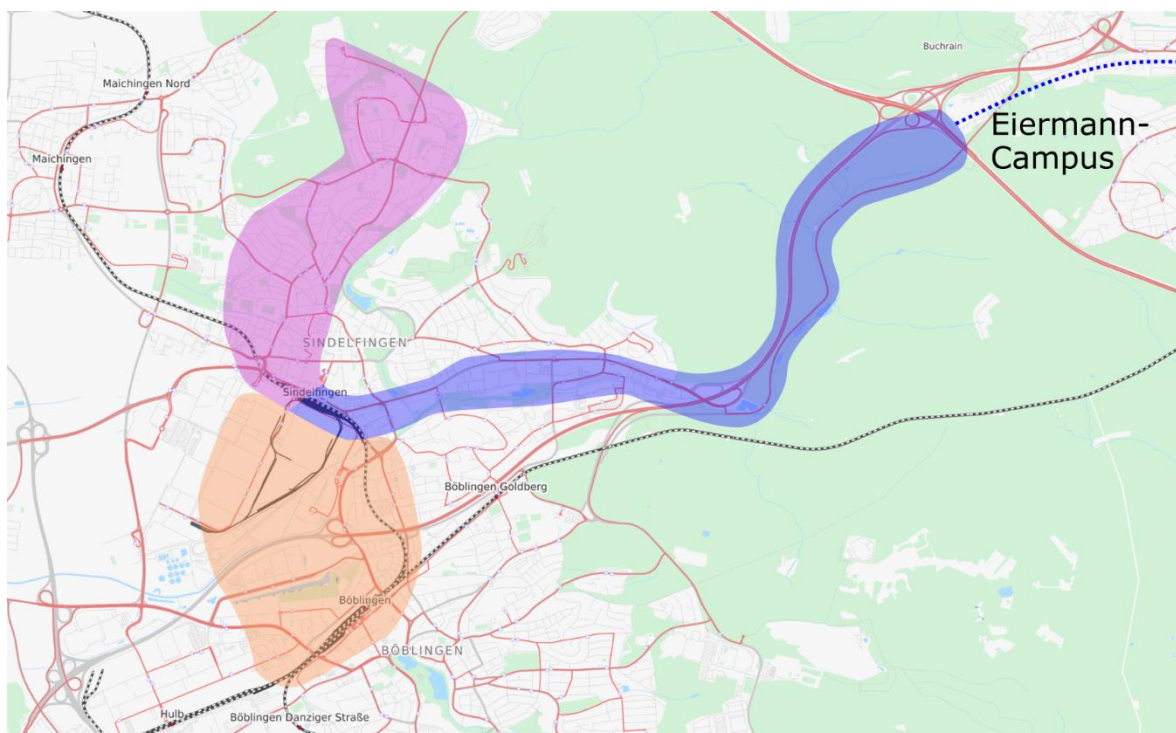 Buchrain
Maichingen Nord
Eiermann-
Campus
Maichingen
SINDELFINGEN
Sindelfingen
Böblingen Goldberg
Böblingen
BÖBLINGEN
Hulb
Böblingen Danziger Straße